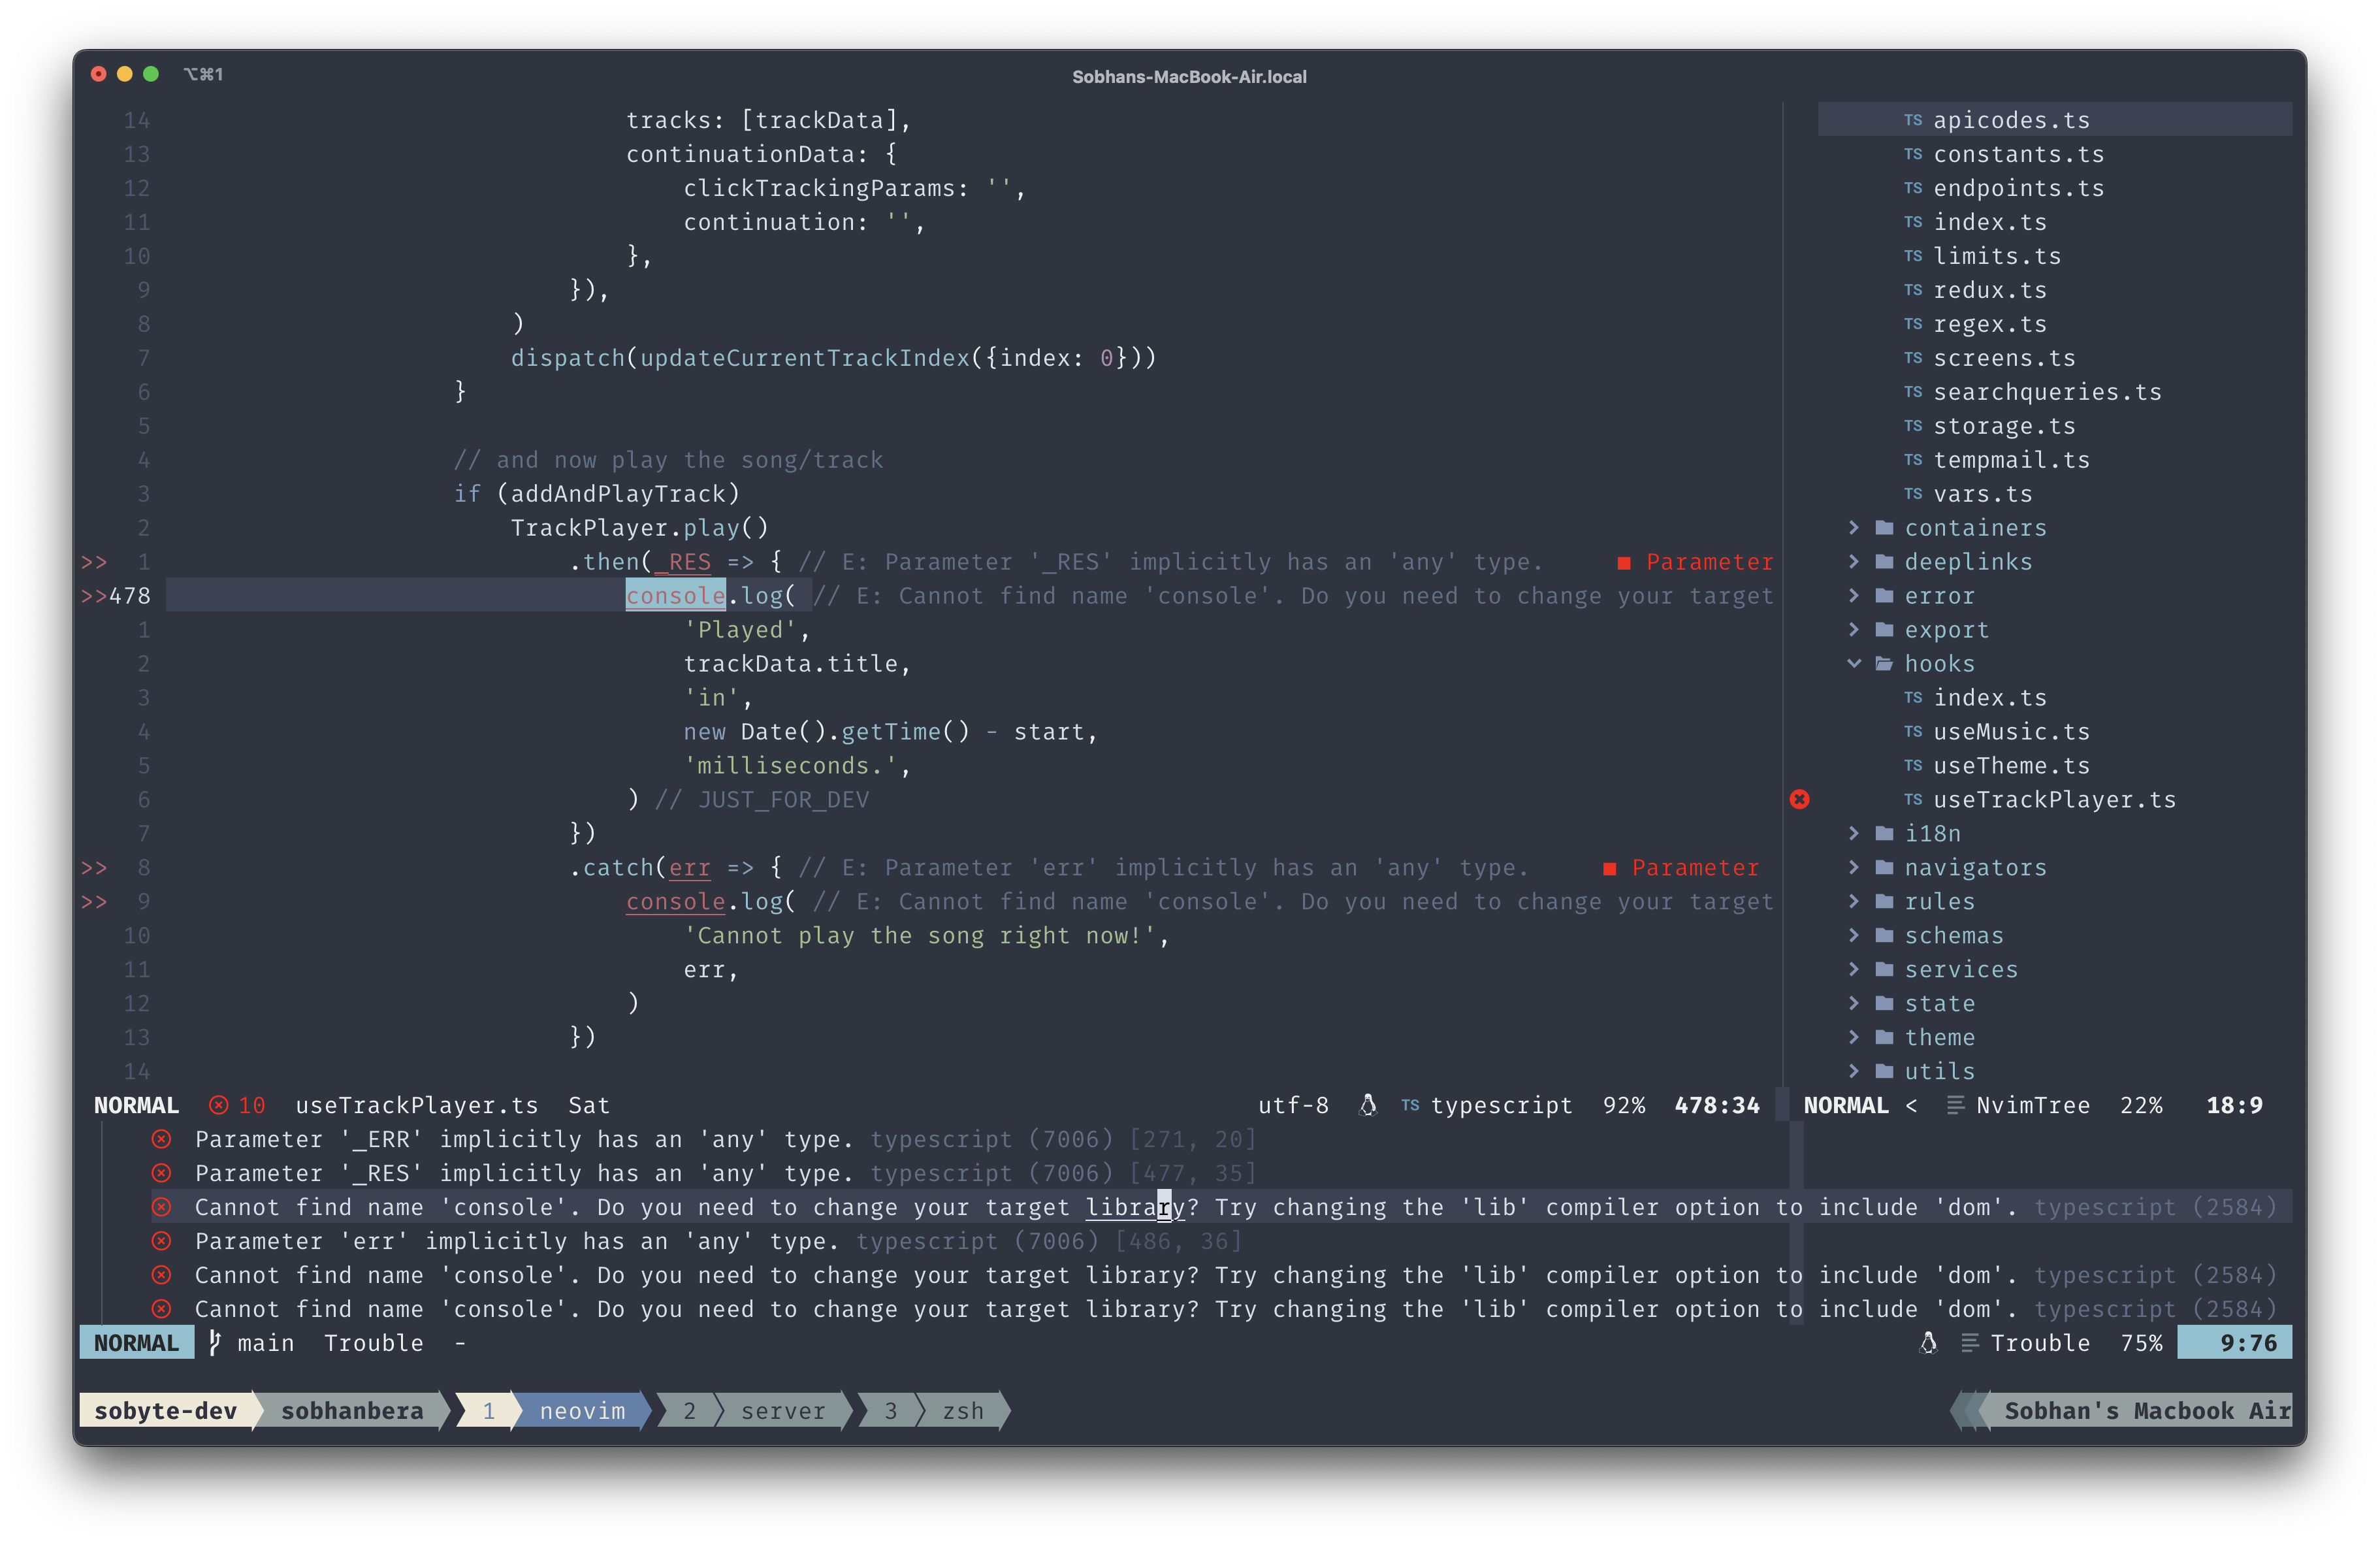 ⌥⌘1
Sobhans-MacBook-Air.local
14 tracks: [trackData],
13 continuationData: {
12 clickTrackingParams: '',
11 continuation: '',
10 },
9 }),
8 )
7 dispatch(updateCurrentTrackIndex({index: 0}))
6 }
5
4 // and now play the song/track
3 if (addAndPlayTrack)
2 TrackPlayer.play()
>> 1 .then(_RES => { // E: Parameter '_RES' implicitly has an 'any' type. ■ Parameter
>>478 console.log( // E: Cannot find name 'console'. Do you need to change your target
1 'Played',
2 trackData.title,
3 'in',
4 new Date().getTime() - start,
5 'milliseconds.',
6 ) // JUST_FOR_DEV
7 })
>> 8 .catch(err => { // E: Parameter 'err' implicitly has an 'any' type. ■ Parameter
>> 9 console.log( // E: Cannot find name 'console'. Do you need to change your target
10 'Cannot play the song right now!',
11 err,
12 )
13 })
14
TS apicodes.ts
TS constants.ts
TS endpoints.ts
TS index.ts
TS limits.ts
TS redux.ts
TS regex.ts
TS screens.ts
TS searchqueries.ts
TS storage.ts
TS tempmail.ts
TS vars.ts
containers
deeplinks
error
export
hooks
TS index.ts
TS useMusic.ts
TS useTheme.ts
TS useTrackPlayer.ts
i18n
navigators
rules
schemas
services
state
theme
utils
NORMAL 10 useTrackPlayer.ts Sat utf-8 TS typescript 92% 478:34
NORMAL < NvimTree 22% 18:9
Parameter '_ERR' implicitly has an 'any' type. typescript (7006) [271, 20]
Parameter '_RES' implicitly has an 'any' type. typescript (7006) [477, 35]
Cannot find name 'console'. Do you need to change your target library? Try changing the 'lib' compiler option to include 'dom'. typescript (2584)
Parameter 'err' implicitly has an 'any' type. typescript (7006) [486, 36]
Cannot find name 'console'. Do you need to change your target library? Try changing the 'lib' compiler option to include 'dom'. typescript (2584)
Cannot find name 'console'. Do you need to change your target library? Try changing the 'lib' compiler option to include 'dom'. typescript (2584)
NORMAL main Trouble - Trouble 75% 9:76
sobyte-dev sobhanbera 1 neovim 2 server 3 zsh Sobhan's Macbook Air